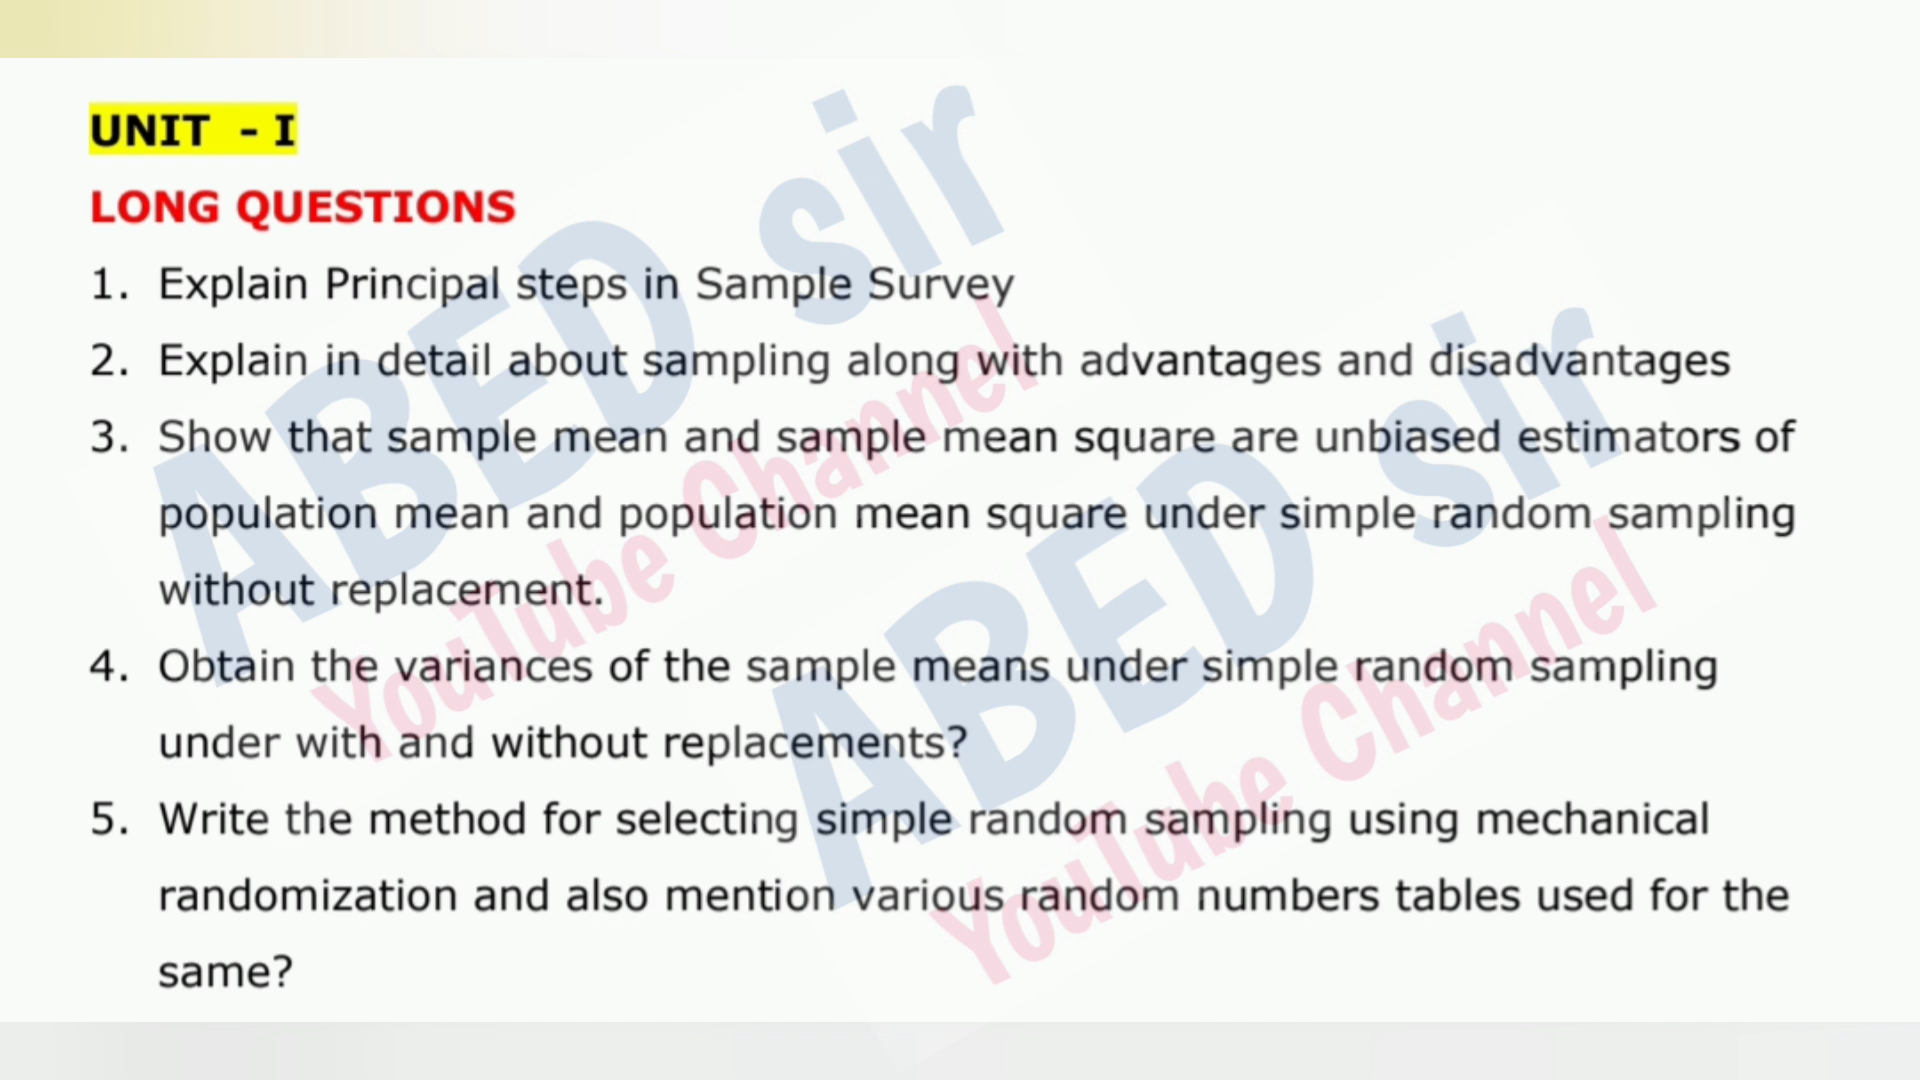 UNIT - I
LONG QUESTIONS
1. Explain Principal steps in Sample Survey
2. Explain in detail about sampling along with advantages and disadvantages
3. Show that sample mean and sample mean square are unbiased estimators of
population mean and population mean square under simple random sampling
without replacement.
4. Obtain the variances of the sample means under simple random sampling
under with and without replacements?
5. Write the method for selecting simple random sampling using mechanical
randomization and also mention various random numbers tables used for the
same?
ABED sir
YouTube Channel
ABED sir
YouTube Channel